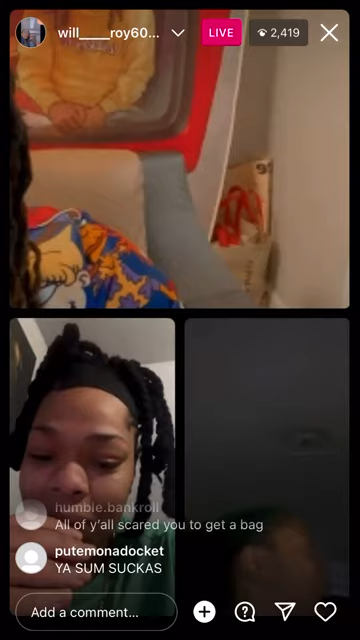 will____roy60...
LIVE
2,419
humble.bankroll
All of y'all scared you to get a bag
putemonadocket
YA SUM SUCKAS
Add a comment...